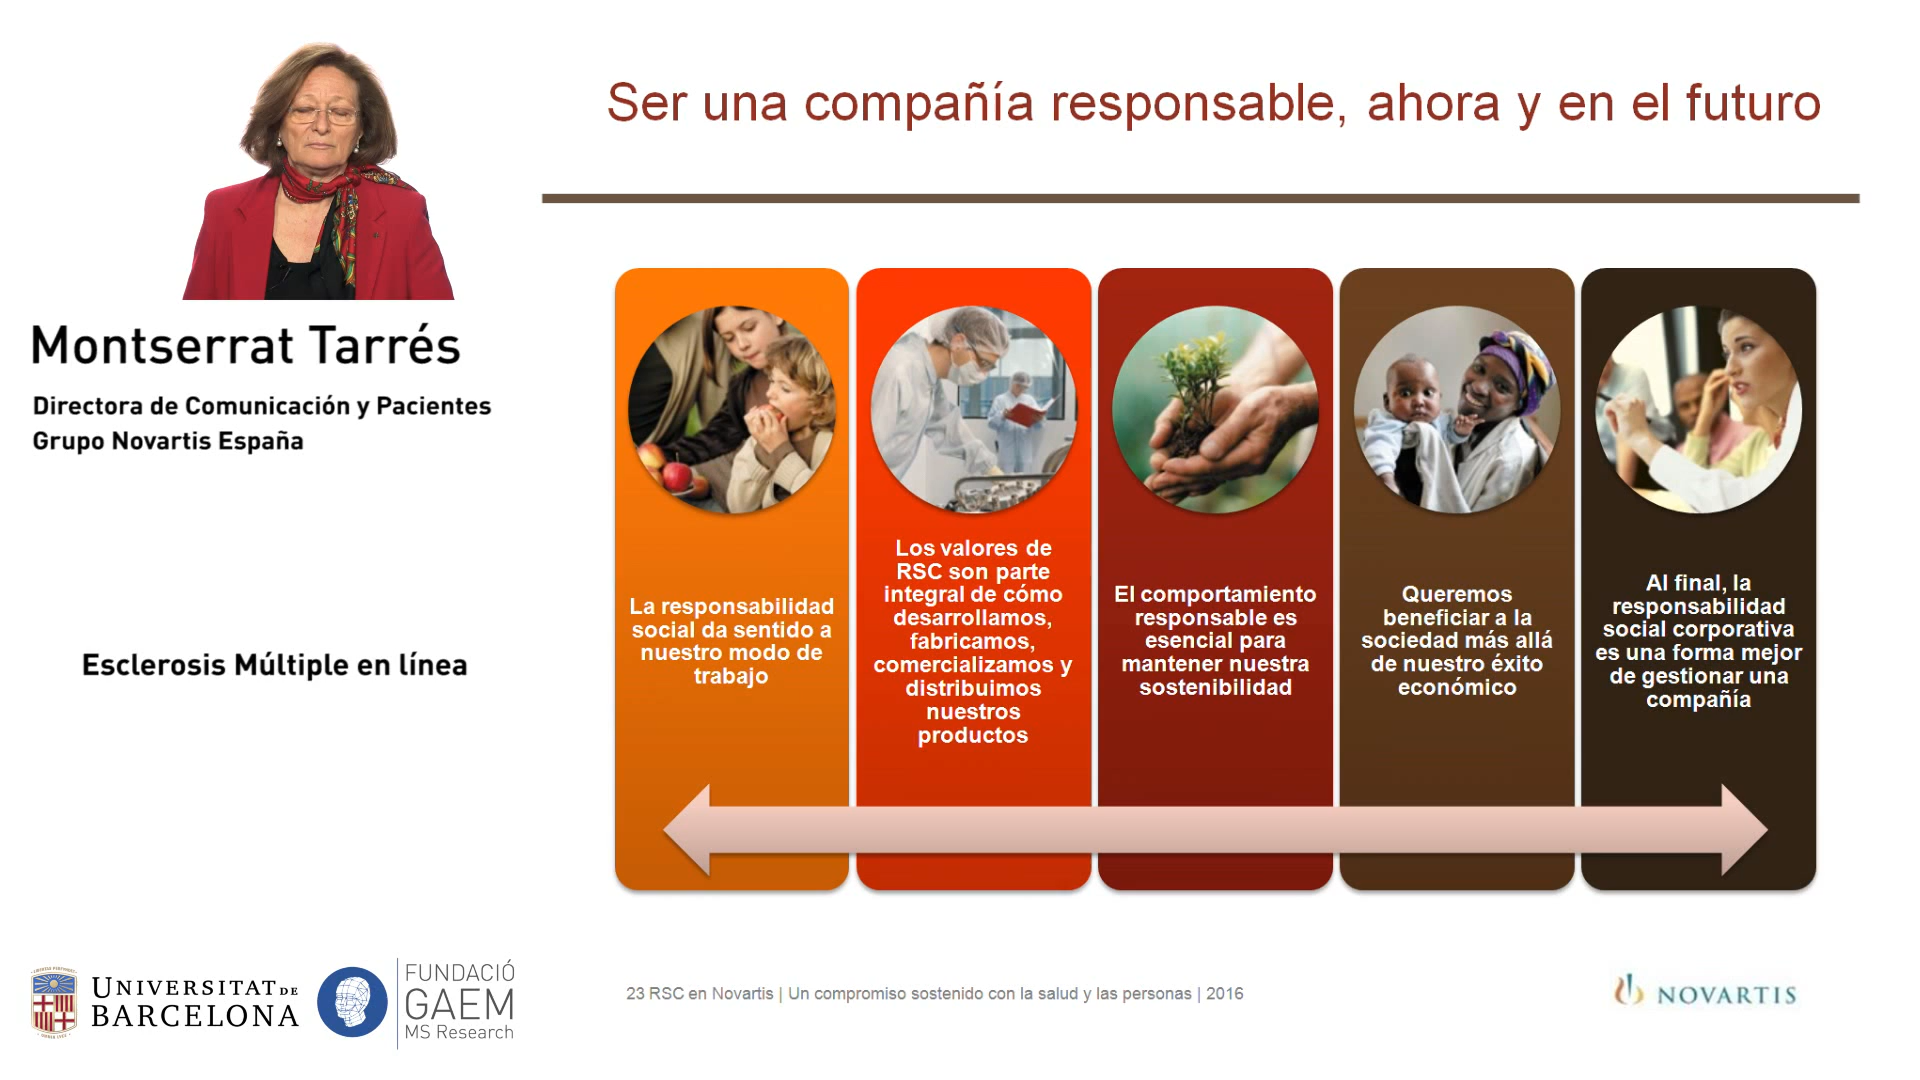 Ser una compañía responsable, ahora y en el futuro
Montserrat Tarrés
Directora de Comunicación y Pacientes
Grupo Novartis España
Esclerosis Múltiple en línea
La responsabilidad
social da sentido a
nuestro modo de
trabajo
Los valores de
RSC son parte
integral de cómo
desarrollamos,
fabricamos,
comercializamos y
distribuimos
nuestros
productos
El comportamiento
responsable es
esencial para
mantener nuestra
sostenibilidad
Queremos
beneficiar a la
sociedad más allá
de nuestro éxito
económico
Al final, la
responsabilidad
social corporativa
es una forma mejor
de gestionar una
compañía
UNIVERSITAT DE
BARCELONA
FUNDACIÓ
GAEM
MS Research
23 RSC en Novartis | Un compromiso sostenido con la salud y las personas | 2016
NOVARTIS